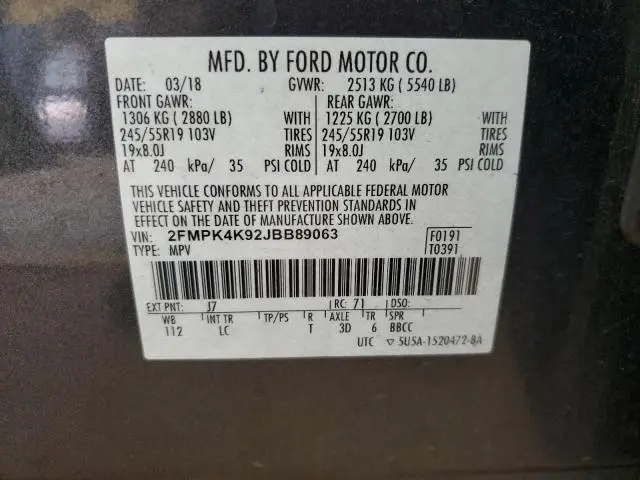 MFD. BY FORD MOTOR CO.
DATE: 03/18 GVWR: 2513 KG ( 5540 LB)
FRONT GAWR: REAR GAWR:
1306 KG ( 2880 LB) WITH 1225 KG ( 2700 LB) WITH
245/55R19 103V TIRES 245/55R19 103V TIRES
19x8.0J RIMS 19x8.0J RIMS
AT 240 kPa/ 35 PSI COLD AT 240 kPa/ 35 PSI COLD
THIS VEHICLE CONFORMS TO ALL APPLICABLE FEDERAL MOTOR
VEHICLE SAFETY AND THEFT PREVENTION STANDARDS IN
EFFECT ON THE DATE OF MANUFACTURE SHOWN ABOVE.
VIN: 2FMPK4K92JBB89063 F0191
TYPE: MPV T0391
EXT PNT: J7 RC: 71 DSO:
WB INT TR TP/PS R AXLE TR SPR
112 LC T 3D 6 BBCC
UTC ▽ 5U5A-1520472-BA